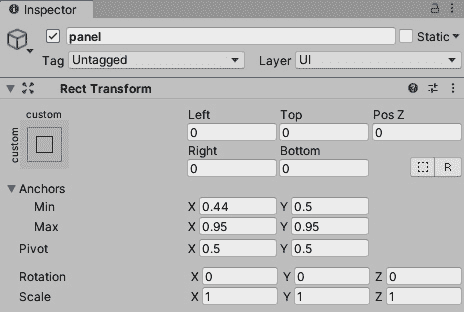 Inspector
panel Static
Tag Untagged Layer UI
Rect Transform
custom Left Top Pos Z
custom 0 0 0
Right Bottom
0 0 R
Anchors
Min X 0.44 Y 0.5
Max X 0.95 Y 0.95
Pivot X 0.5 Y 0.5
Rotation X 0 Y 0 Z 0
Scale X 1 Y 1 Z 1